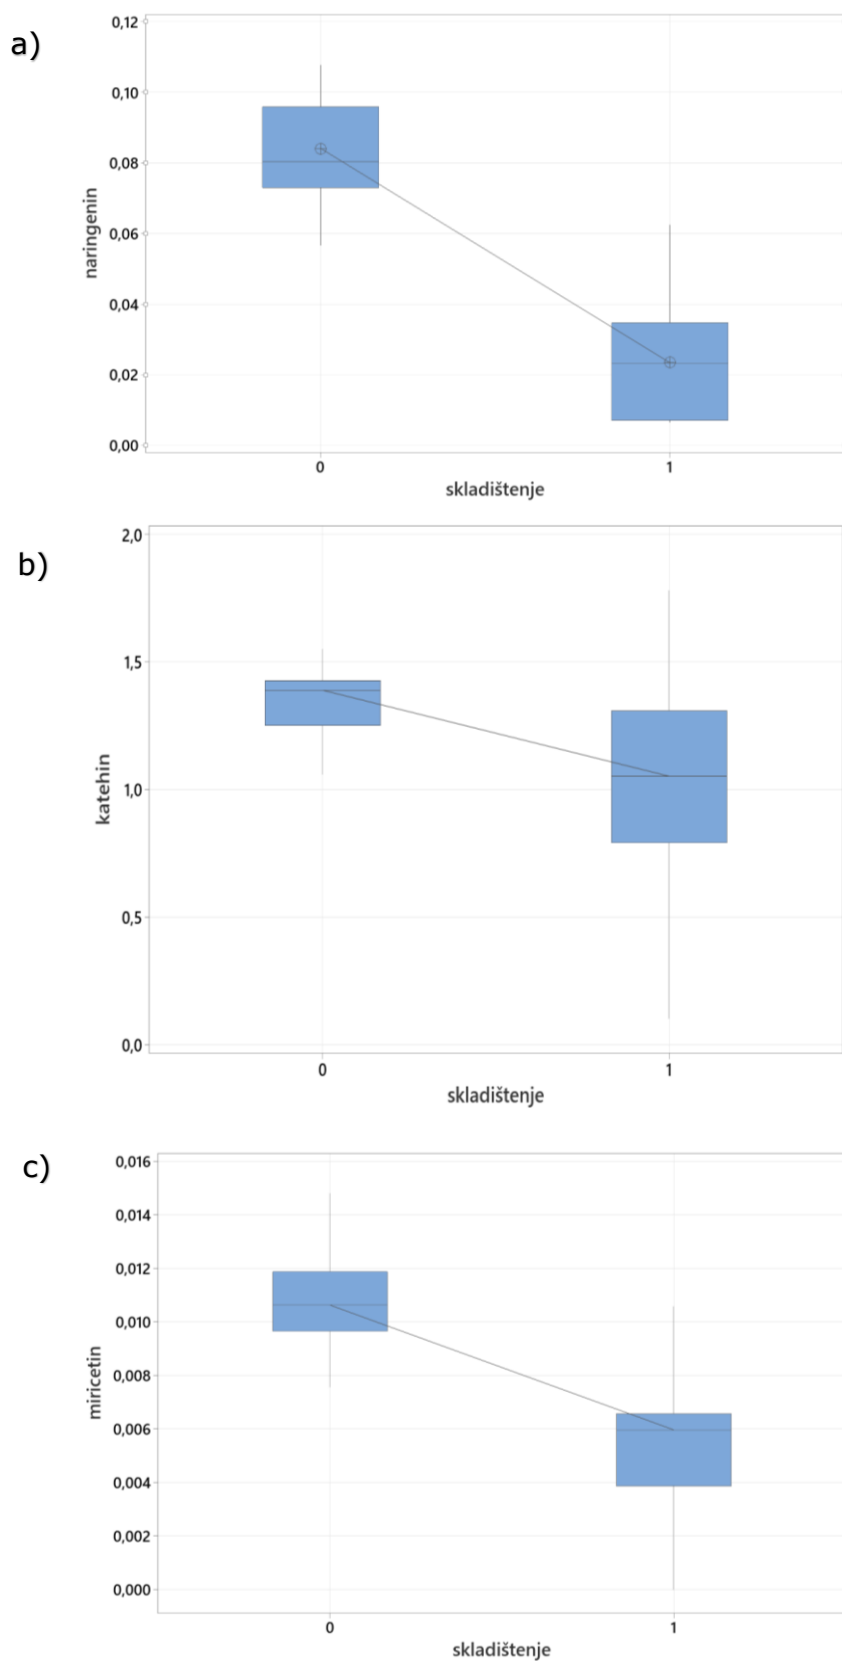 a)
0,12
0,10
0,08
0,06
0,04
0,02
0,00
naringenin
0 1
skladištenje
b)
2,0
1,5
1,0
0,5
0,0
katehin
0 1
skladištenje
c)
0,016
0,014
0,012
0,010
0,008
0,006
0,004
0,002
0,000
miricetin
0 1
skladištenje